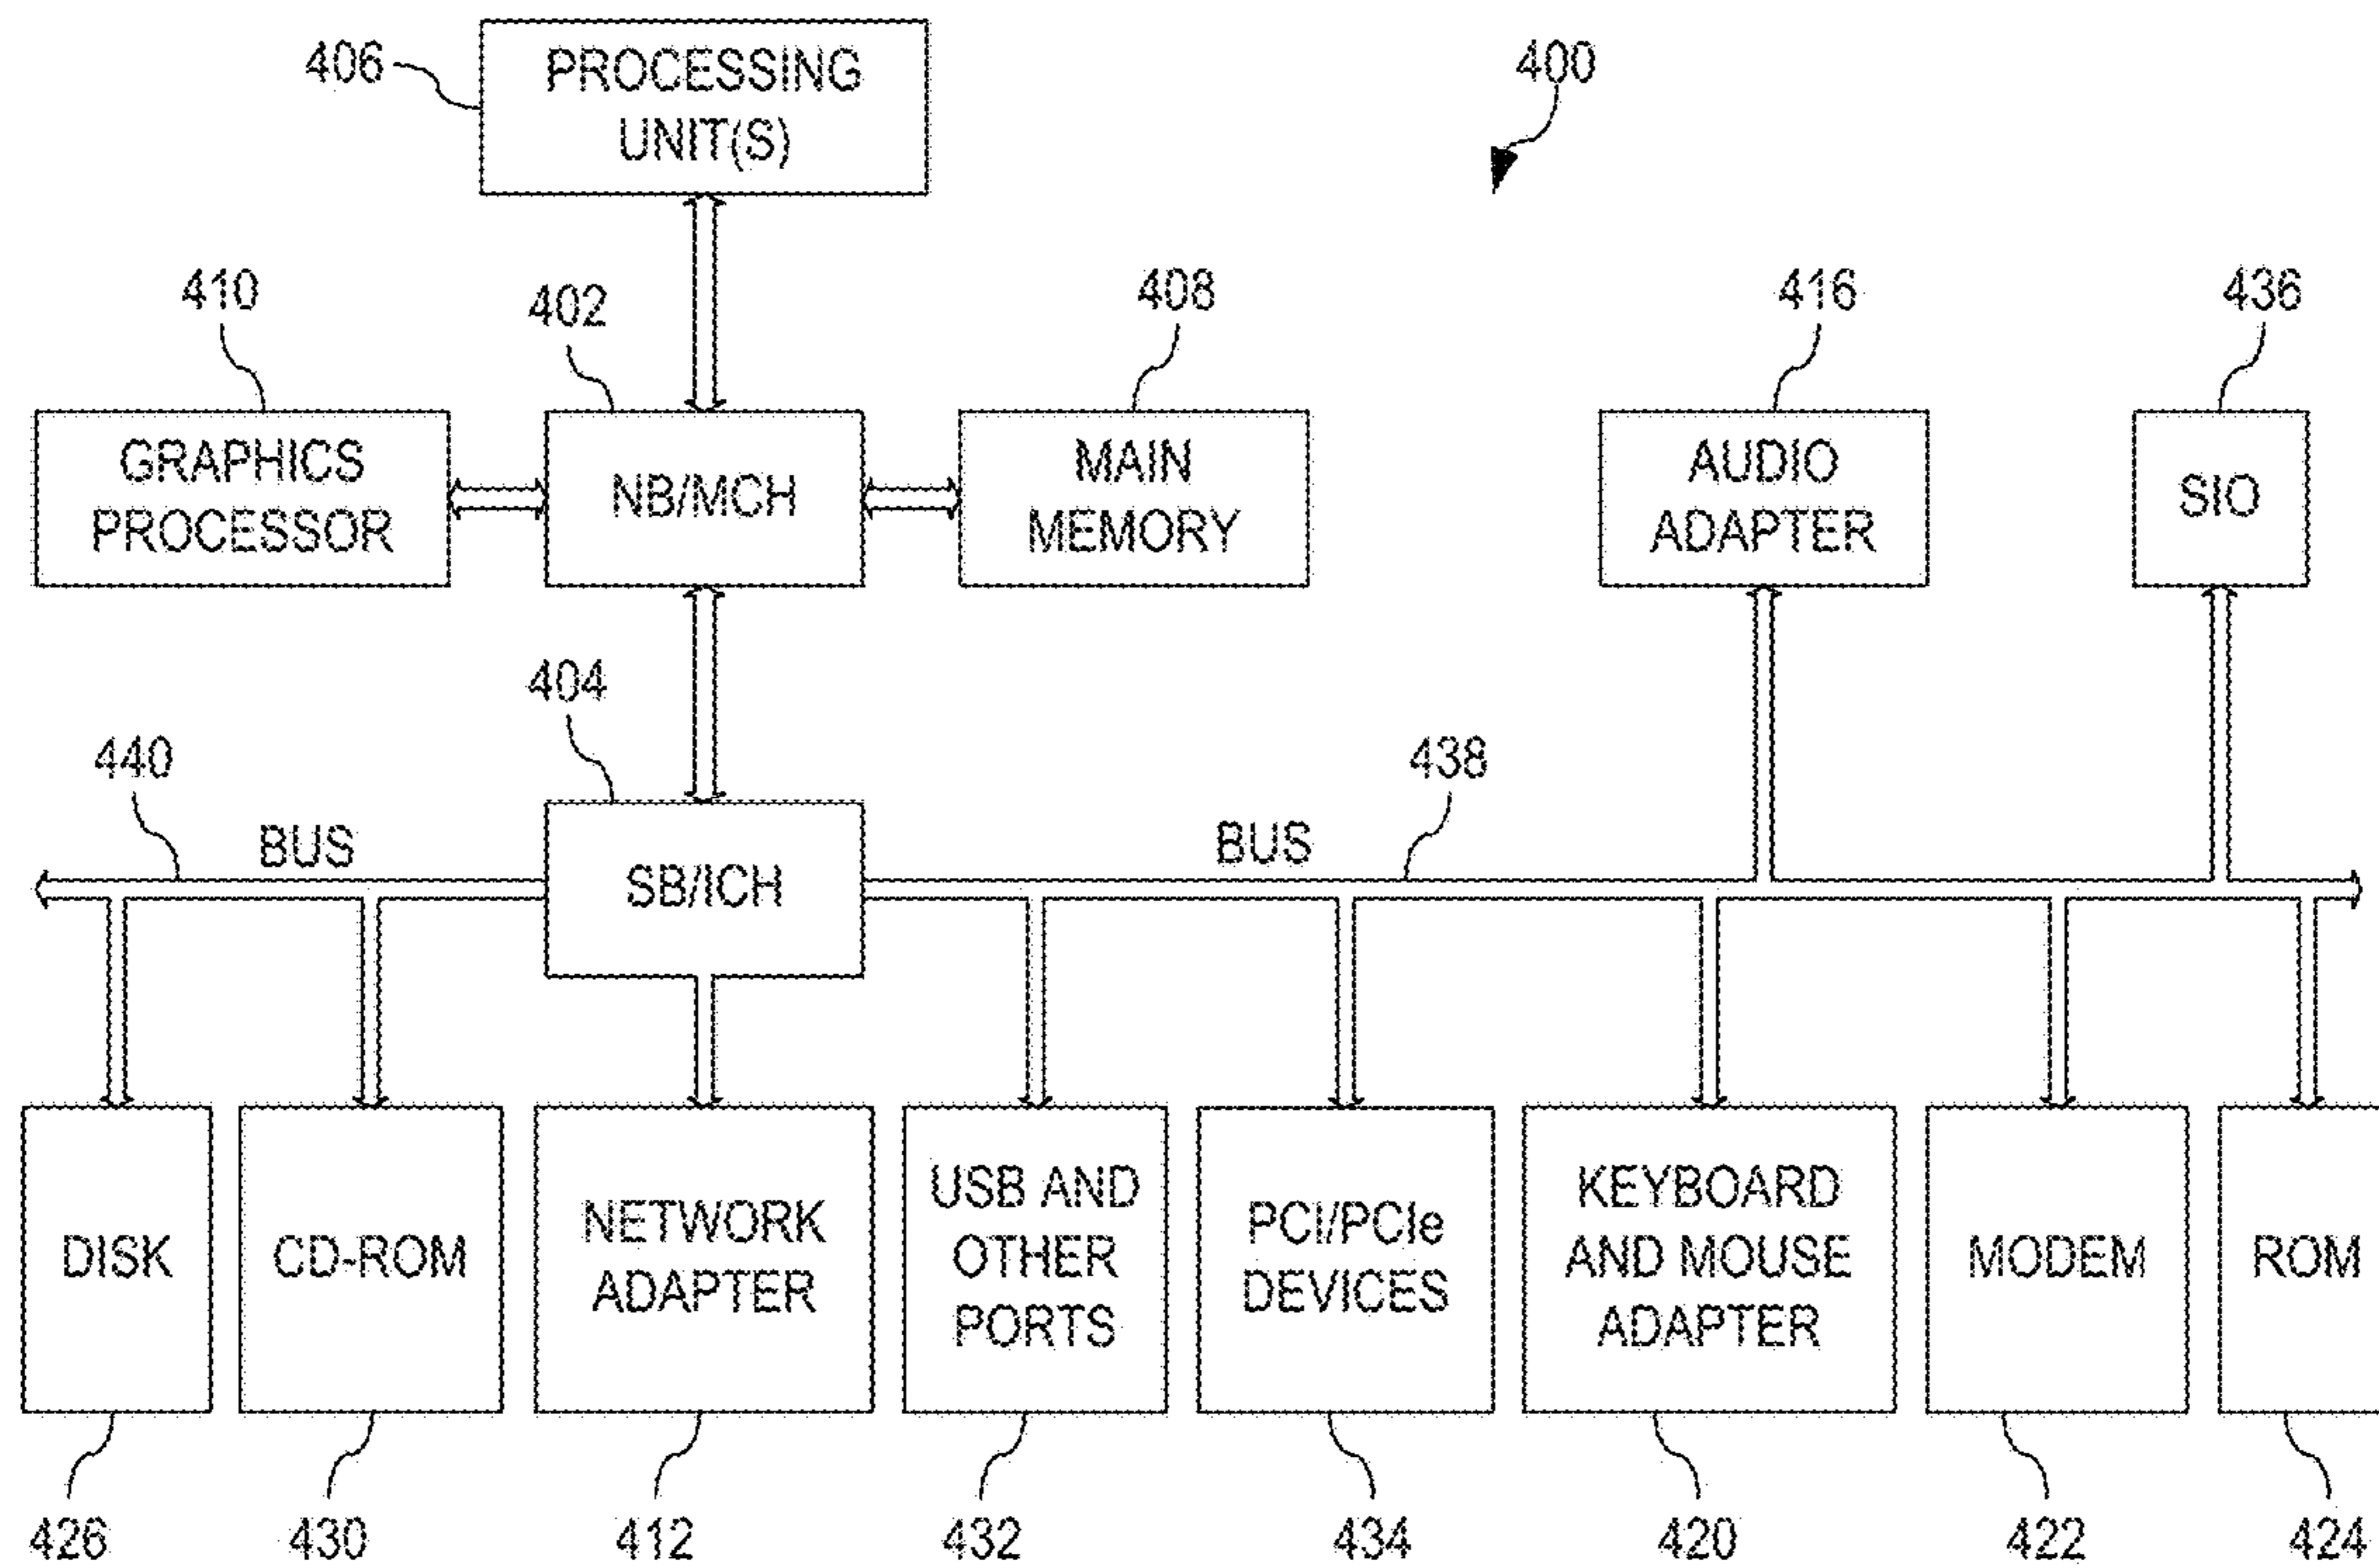 406
PROCESSING
UNIT(S)
400
410
402
408
416
436
GRAPHICS
PROCESSOR
NB/MCH
MAIN
MEMORY
AUDIO
ADAPTER
SIO
404
440
438
BUS
SB/ICH
BUS
DISK
CD-ROM
NETWORK
ADAPTER
USB AND
OTHER
PORTS
PCI/PCIe
DEVICES
KEYBOARD
AND MOUSE
ADAPTER
MODEM
ROM
426
430
412
432
434
420
422
424